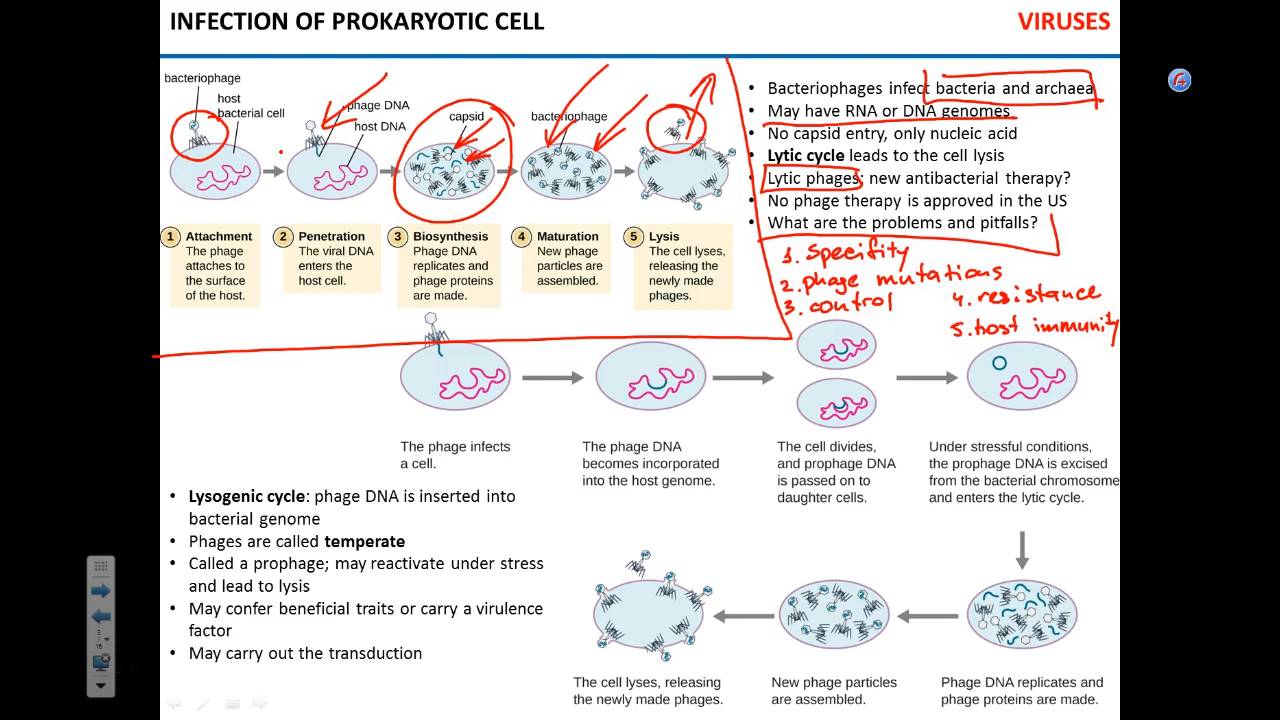 INFECTION OF PROKARYOTIC CELL
VIRUSES
bacteriophage
host
bacterial cell
phage DNA
host DNA
capsid
bacteriophage
1 Attachment
The phage
attaches to
the surface
of the host.
2 Penetration
The viral DNA
enters the
host cell.
3 Biosynthesis
Phage DNA
replicates and
phage proteins
are made.
4 Maturation
New phage
particles are
assembled.
5 Lysis
The cell lyses,
releasing the
newly made
phages.
• Bacteriophages infect bacteria and archaea
• May have RNA or DNA genomes
• No capsid entry, only nucleic acid
• Lytic cycle leads to the cell lysis
• Lytic phages: new antibacterial therapy?
• No phage therapy is approved in the US
• What are the problems and pitfalls?
1. Specifity
2. phage mutations
3. control
4. resistance
5. host immunity
The phage infects
a cell.
The phage DNA
becomes incorporated
into the host genome.
The cell divides,
and prophage DNA
is passed on to
daughter cells.
Under stressful conditions,
the prophage DNA is excised
from the bacterial chromosome
and enters the lytic cycle.
• Lysogenic cycle: phage DNA is inserted into
bacterial genome
• Phages are called temperate
• Called a prophage; may reactivate under stress
and lead to lysis
• May confer beneficial traits or carry a virulence
factor
• May carry out the transduction
The cell lyses, releasing
the newly made phages.
New phage particles
are assembled.
Phage DNA replicates and
phage proteins are made.